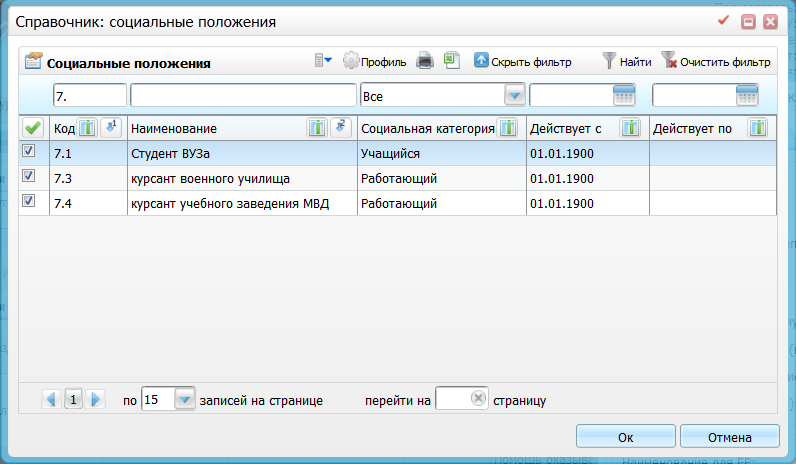 Справочник: социальные положения
Социальные положения Профиль Скрыть фильтр Найти Очистить фильтр
7. Все
Код 1 Наименование 2 Социальная категория Действует с Действует по
7.1 Студент ВУЗа Учащийся 01.01.1900
7.3 курсант военного училища Работающий 01.01.1900
7.4 курсант учебного заведения МВД Работающий 01.01.1900
1 по 15 записей на странице перейти на страницу
Ок Отмена